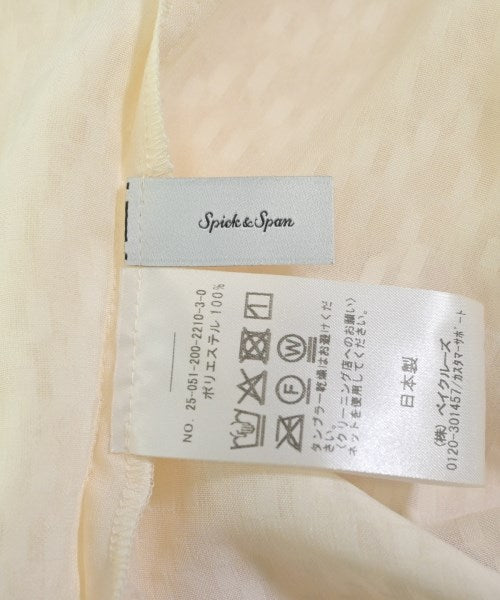 Spick & Span
NO. 25-051-200-2210-3-0
ポリエステル100%
タンブラー乾燥はお避けくだ
さい。
(クリーニング店へのお願い)
ネットを使用してください。
日本製
(株) ベイクルーズ
0120-301457/カスタマーサポート